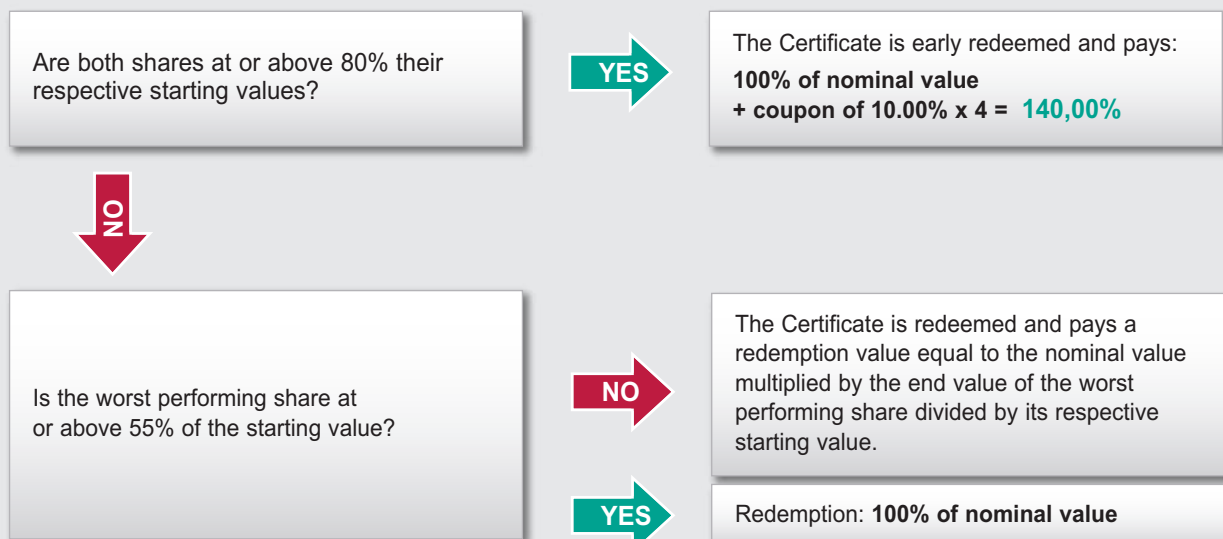 Are both shares at or above 80% their
respective starting values?
YES
The Certificate is early redeemed and pays:
100% of nominal value
+ coupon of 10.00% x 4 = 140,00%
NO
Is the worst performing share at
or above 55% of the starting value?
NO
The Certificate is redeemed and pays a
redemption value equal to the nominal value
multiplied by the end value of the worst
performing share divided by its respective
starting value.
YES
Redemption: 100% of nominal value